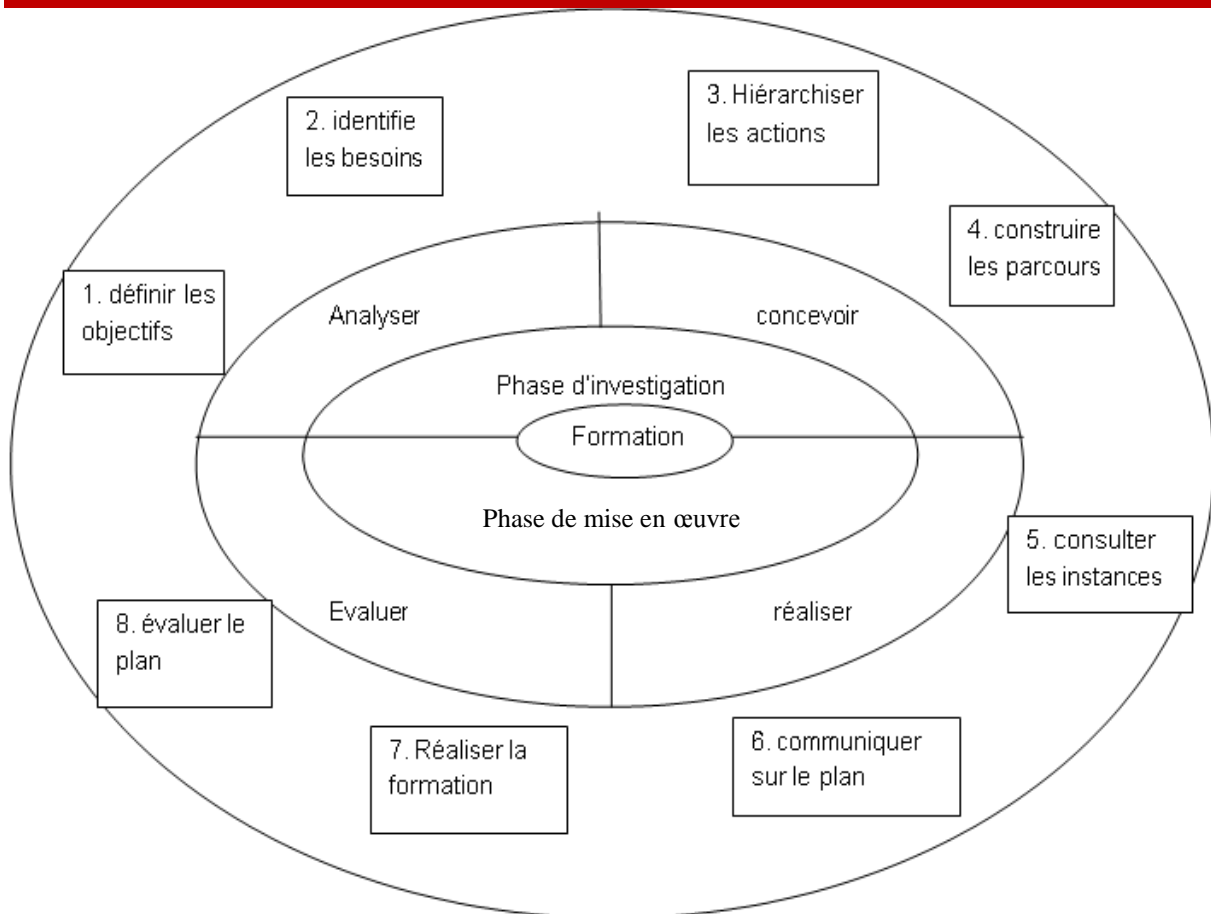 2. identifie
les besoins
3. Hiérarchiser
les actions
4. construire
les parcours
1. définir les
objectifs
Analyser
concevoir
Phase d'investigation
Formation
Phase de mise en œuvre
5. consulter
les instances
Evaluer
réaliser
8. évaluer le
plan
7. Réaliser la
formation
6. communiquer
sur le plan